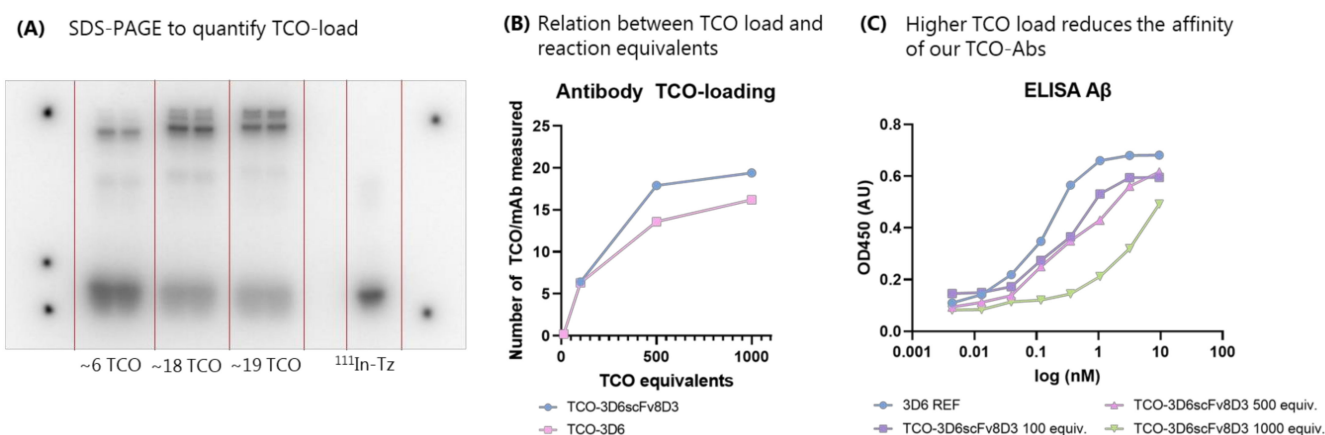 (A) SDS-PAGE to quantify TCO-load
~6 TCO ~18 TCO ~19 TCO ¹¹¹In-Tz
(B) Relation between TCO load and
reaction equivalents
Antibody TCO-loading
Number of TCO/mAb measured
25
20
15
10
5
0
0 500 1000
TCO equivalents
TCO-3D6scFv8D3
TCO-3D6
(C) Higher TCO load reduces the affinity
of our TCO-Abs
ELISA Aβ
OD450 (AU)
0.8
0.6
0.4
0.2
0.0
0.001 0.01 0.1 1 10 100
log (nM)
3D6 REF
TCO-3D6scFv8D3 100 equiv.
TCO-3D6scFv8D3 500 equiv.
TCO-3D6scFv8D3 1000 equiv.